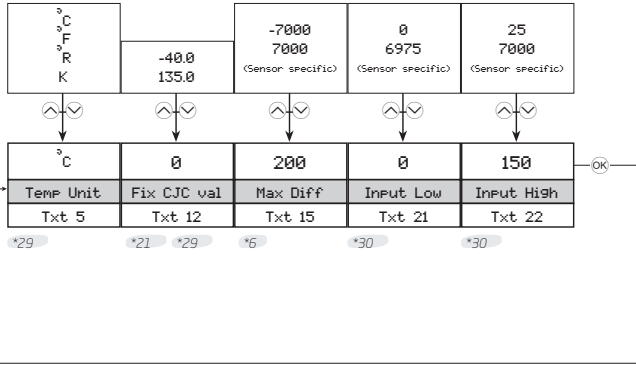 °C
°F
°R
K
-40.0
135.0
-7000
7000
(Sensor specific)
0
6975
(Sensor specific)
25
7000
(Sensor specific)
°C
Temp Unit
Txt 5
*29
0
Fix CJC val
Txt 12
*21 *29
200
Max Diff
Txt 15
*6
0
Input Low
Txt 21
*30
150
Input High
Txt 22
*30
OK